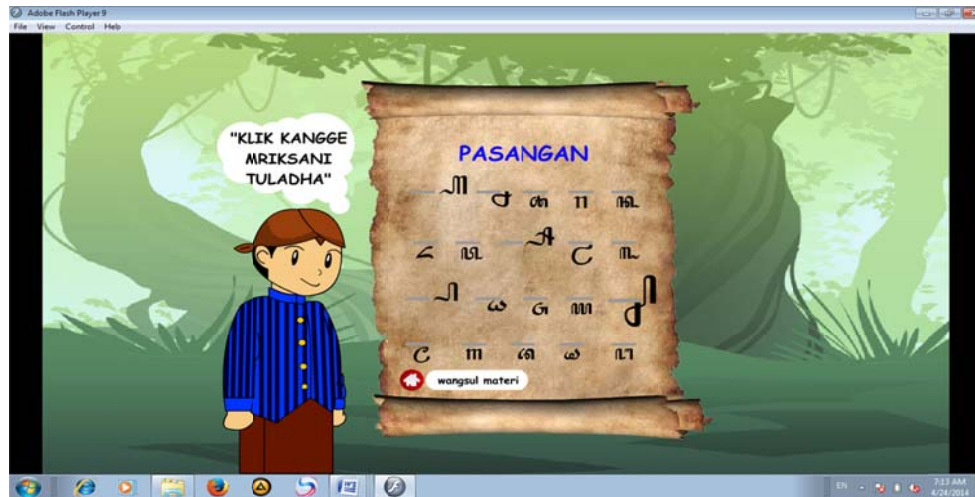 Adobe Flash Player 9
File View Control Help
"KLIK KANGGE
MRIKSANI
TULADHA"
PASANGAN
꧀ꦲ ꧀ꦤ ꧀ꦕ ꧀ꦫ ꧀ꦏ
꧀ꦢ ꧀ꦠ ꧀ꦱ ꧀ꦮ ꧀ꦭ
꧀ꦥ ꧀ꦝ ꧀ꦗ ꧀ꦪ ꧀ꦚ
꧀ꦩ ꧀ꦒ ꧀ꦧ ꧀ꦛ ꧀ꦔ
wangsul materi
EN
7:13 AM
4/24/2014